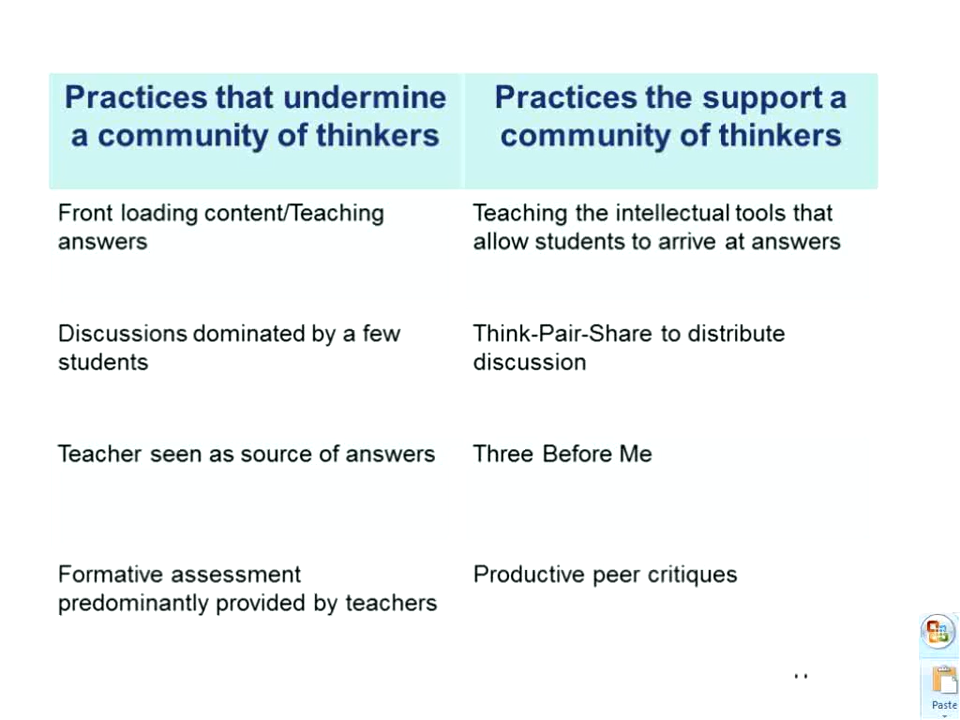 Practices that undermine
a community of thinkers
Practices the support a
community of thinkers
Front loading content/Teaching
answers
Teaching the intellectual tools that
allow students to arrive at answers
Discussions dominated by a few
students
Think-Pair-Share to distribute
discussion
Teacher seen as source of answers
Three Before Me
Formative assessment
predominantly provided by teachers
Productive peer critiques
Paste